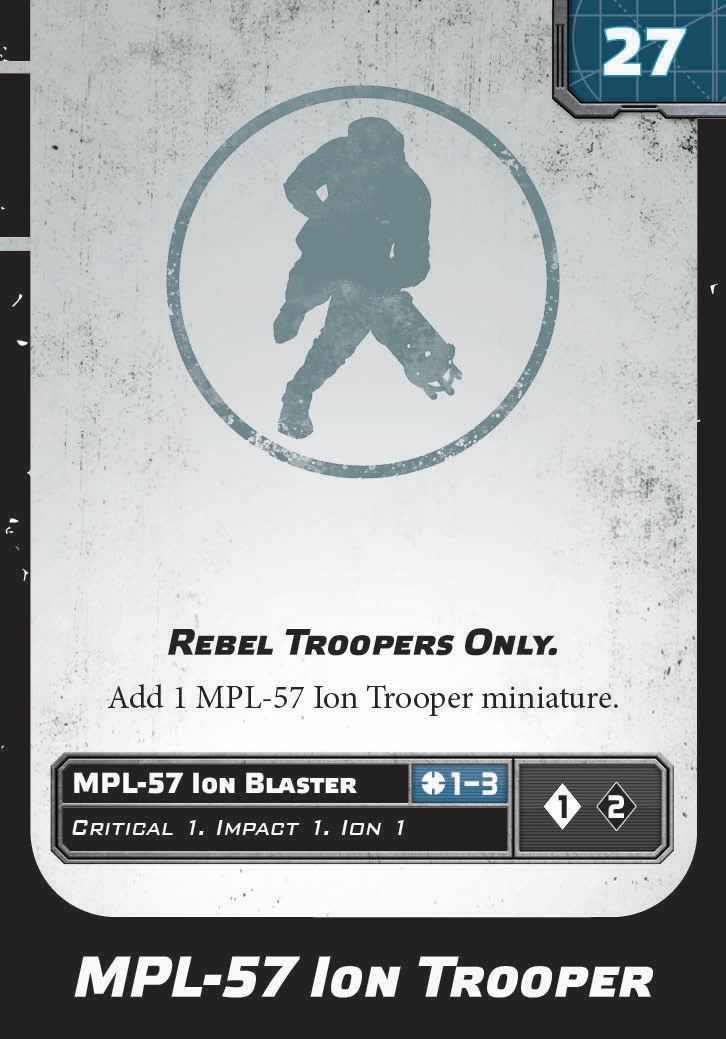 27
Rebel Troopers Only.
Add 1 MPL-57 Ion Trooper miniature.
MPL-57 Ion Blaster 1–3
Critical 1. Impact 1. Ion 1
1 2
MPL-57 Ion Trooper